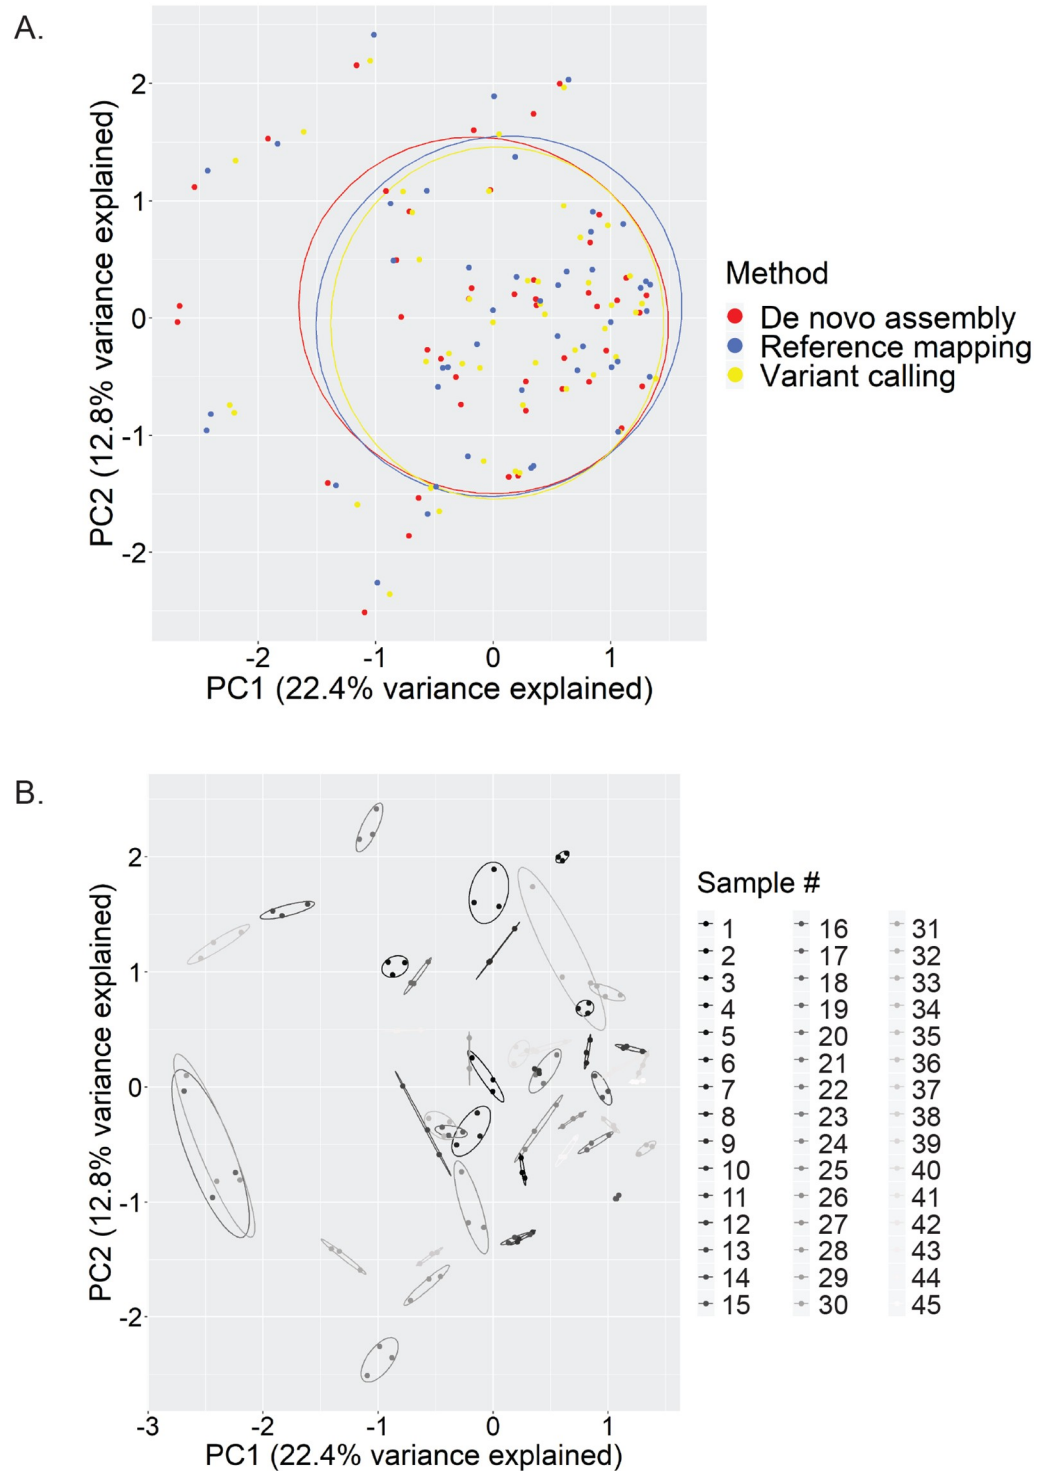 A.
PC2 (12.8% variance explained)
2
1
0
-1
-2
-2 -1 0 1
PC1 (22.4% variance explained)
Method
De novo assembly
Reference mapping
Variant calling
B.
PC2 (12.8% variance explained)
2
1
0
-1
-2
-3 -2 -1 0 1
PC1 (22.4% variance explained)
Sample #
1 16 31
2 17 32
3 18 33
4 19 34
5 20 35
6 21 36
7 22 37
8 23 38
9 24 39
10 25 40
11 26 41
12 27 42
13 28 43
14 29 44
15 30 45